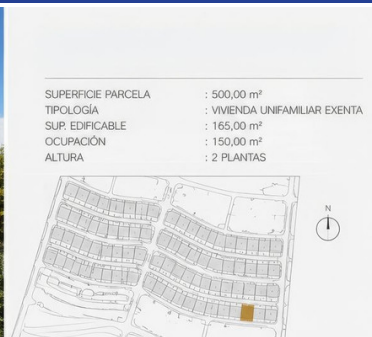 SUPERFICIE PARCELA : 500,00 m²
TIPOLOGÍA : VIVIENDA UNIFAMILIAR EXENTA
SUP. EDIFICABLE : 165,00 m²
OCUPACIÓN : 150,00 m²
ALTURA : 2 PLANTAS
N